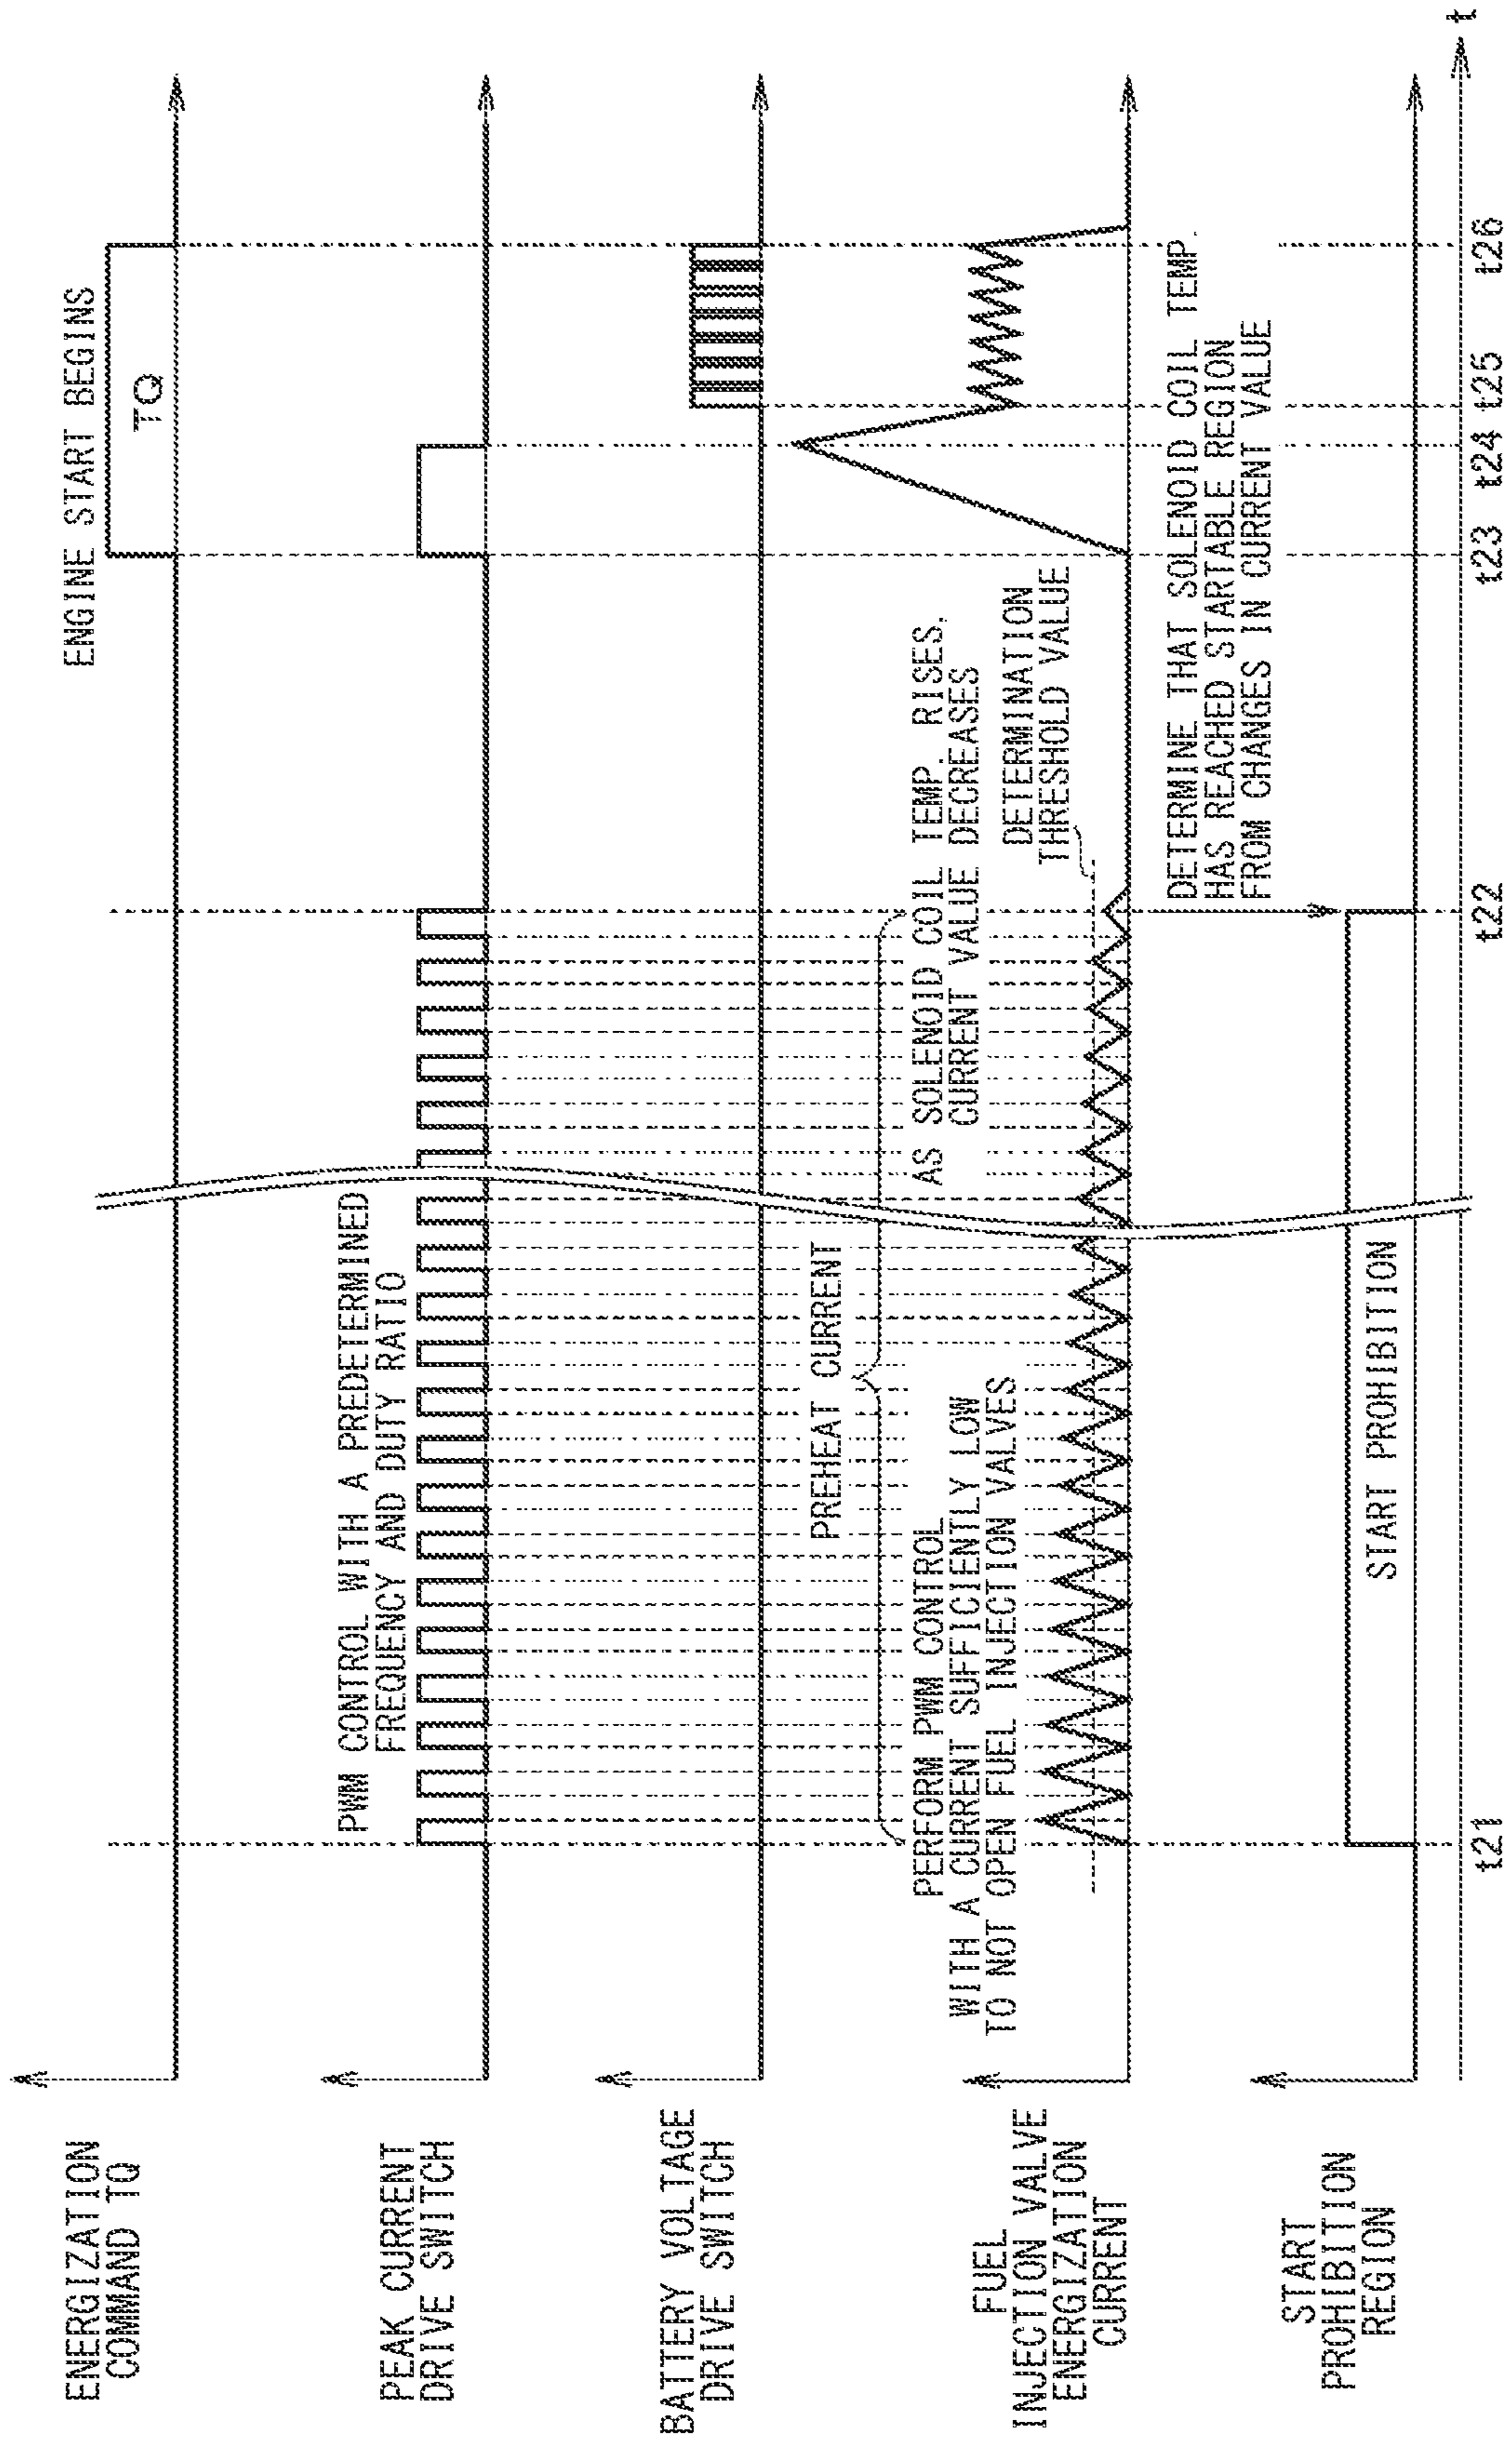 ENERGIZATION
COMMAND TQ
ENGINE START BEGINS
TQ
PEAK CURRENT
DRIVE SWITCH
PWM CONTROL WITH A PREDETERMINED
FREQUENCY AND DUTY RATIO
BATTERY VOLTAGE
DRIVE SWITCH
PREHEAT CURRENT
FUEL
INJECTION VALVE
ENERGIZATION
CURRENT
PERFORM PWM CONTROL
WITH A CURRENT SUFFICIENTLY LOW
TO NOT OPEN FUEL INJECTION VALVES
AS SOLENOID COIL TEMP. RISES,
CURRENT VALUE DECREASES
DETERMINATION
THRESHOLD VALUE
DETERMINE THAT SOLENOID COIL TEMP.
HAS REACHED STARTABLE REGION
FROM CHANGES IN CURRENT VALUE
START
PROHIBITION
REGION
START PROHIBITION
t21
t22
t23
t24
t25
t26
t